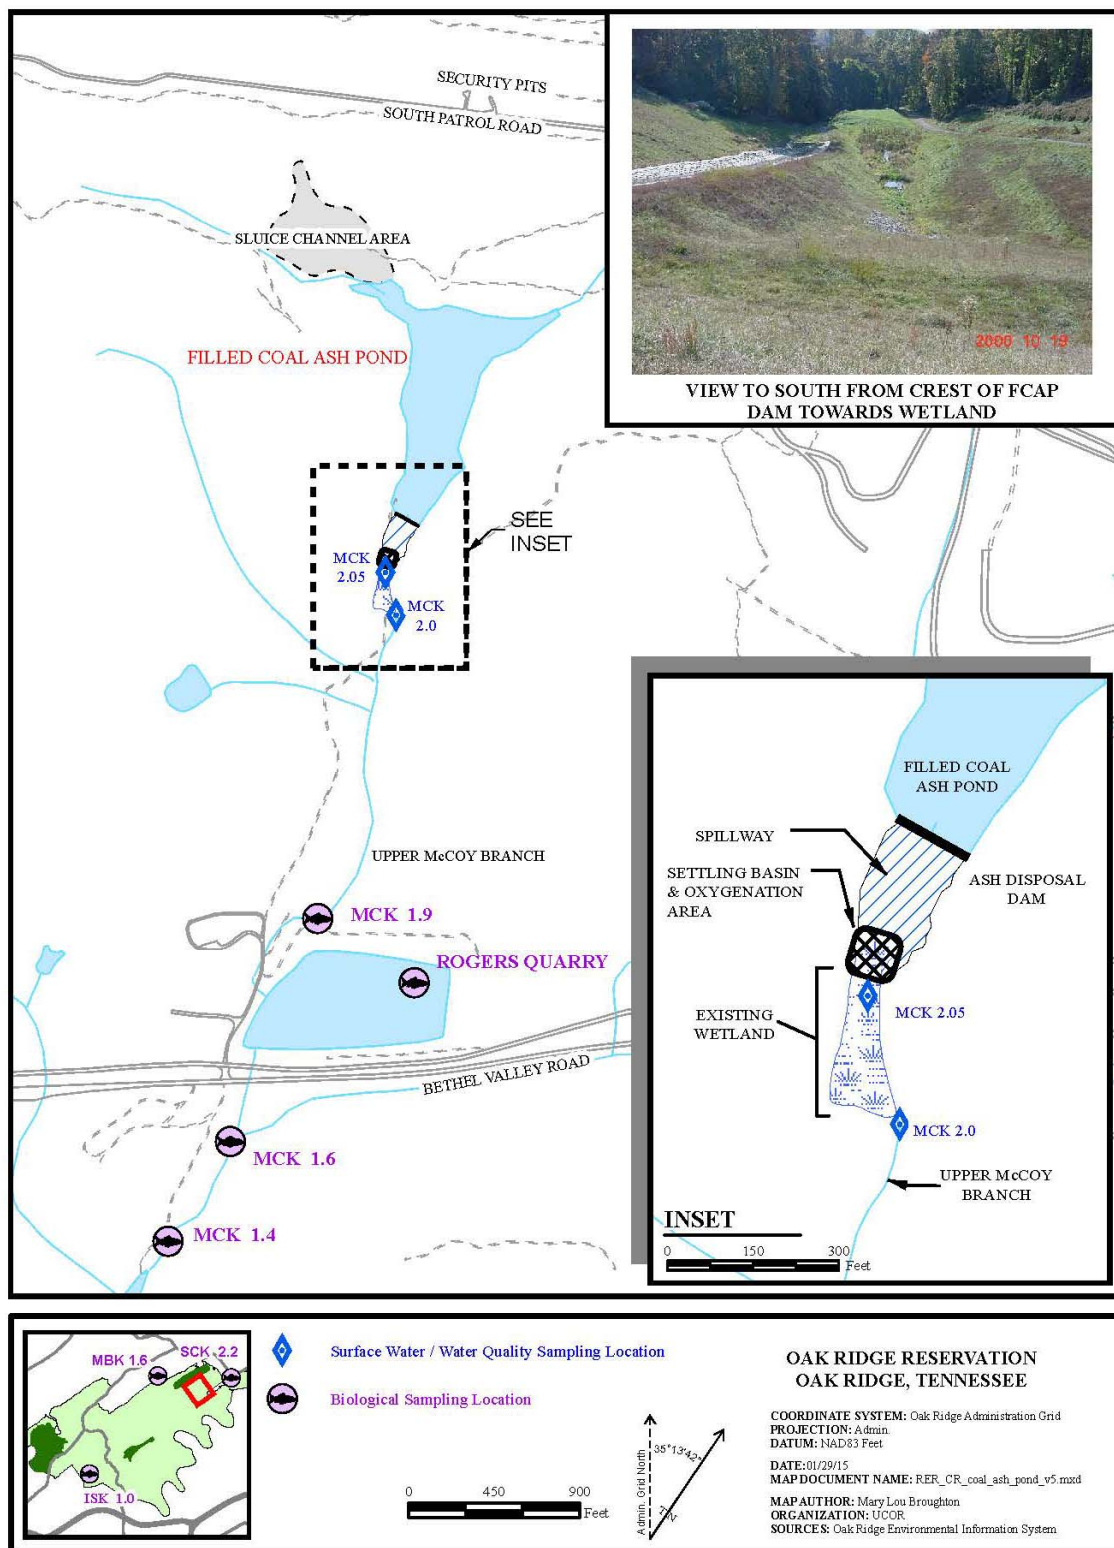 SECURITY PITS
SOUTH PATROL ROAD
SLUICE CHANNEL AREA
FILLED COAL ASH POND
2006 10 19
VIEW TO SOUTH FROM CREST OF FCAP
DAM TOWARDS WETLAND
SEE
INSET
MCK
2.05
MCK
2.0
UPPER McCOY BRANCH
MCK 1.9
ROGERS QUARRY
BETHEL VALLEY ROAD
MCK 1.6
MCK 1.4
FILLED COAL
ASH POND
SPILLWAY
SETTLING BASIN
& OXYGENATION
AREA
ASH DISPOSAL
DAM
EXISTING
WETLAND
MCK 2.05
MCK 2.0
UPPER McCOY
BRANCH
INSET
0 150 300
Feet
MBK 1.6
SCK 2.2
ISK 1.0
Surface Water / Water Quality Sampling Location
Biological Sampling Location
0 450 900
Feet
Admin. Grid North
35°13'42"
T/N
OAK RIDGE RESERVATION
OAK RIDGE, TENNESSEE
COORDINATE SYSTEM: Oak Ridge Administration Grid
PROJECTION: Admin.
DATUM: NAD83 Feet
DATE:01/29/15
MAP DOCUMENT NAME: RER_CR_coal_ash_pond_v5.mxd
MAP AUTHOR: Mary Lou Broughton
ORGANIZATION: UCOR
SOURCES: Oak Ridge Environmental Information System